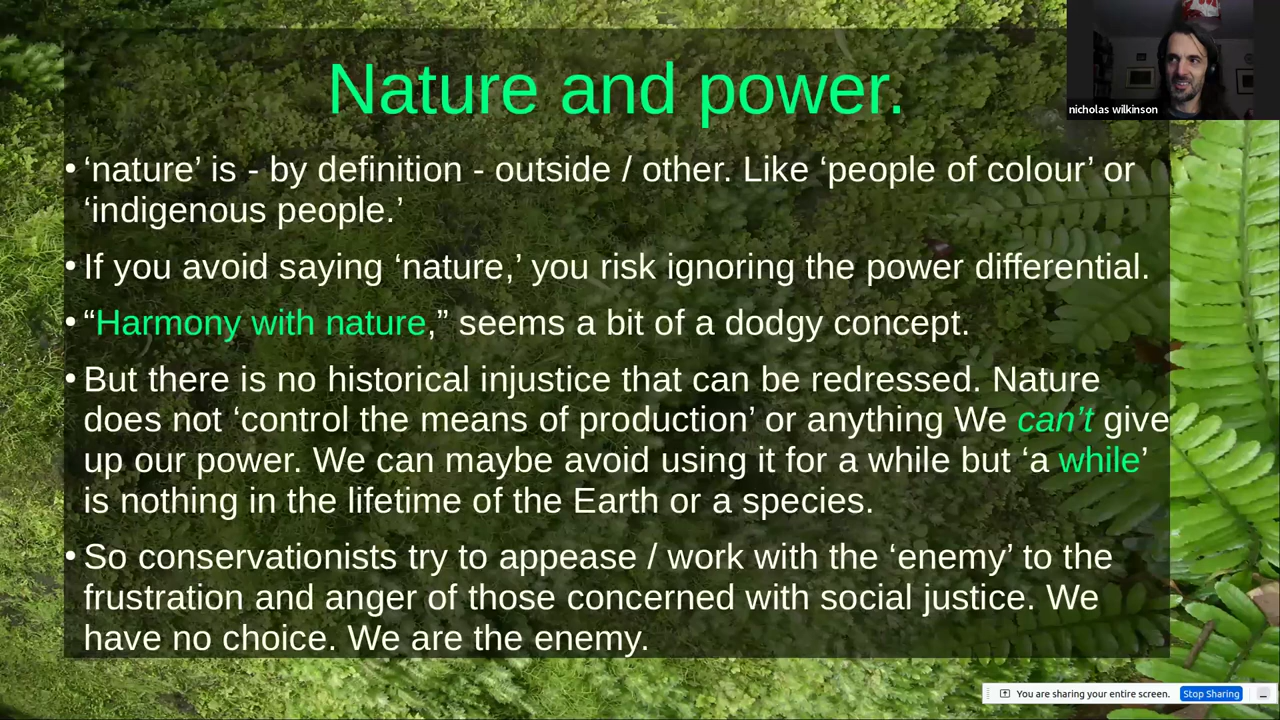 Nature and power.
nicholas wilkinson
• ‘nature’ is - by definition - outside / other. Like ‘people of colour’ or
‘indigenous people.’
• If you avoid saying ‘nature,’ you risk ignoring the power differential.
• “Harmony with nature,” seems a bit of a dodgy concept.
• But there is no historical injustice that can be redressed. Nature
does not ‘control the means of production’ or anything We can’t give
up our power. We can maybe avoid using it for a while but ‘a while’
is nothing in the lifetime of the Earth or a species.
• So conservationists try to appease / work with the ‘enemy’ to the
frustration and anger of those concerned with social justice. We
have no choice. We are the enemy.
You are sharing your entire screen. Stop Sharing